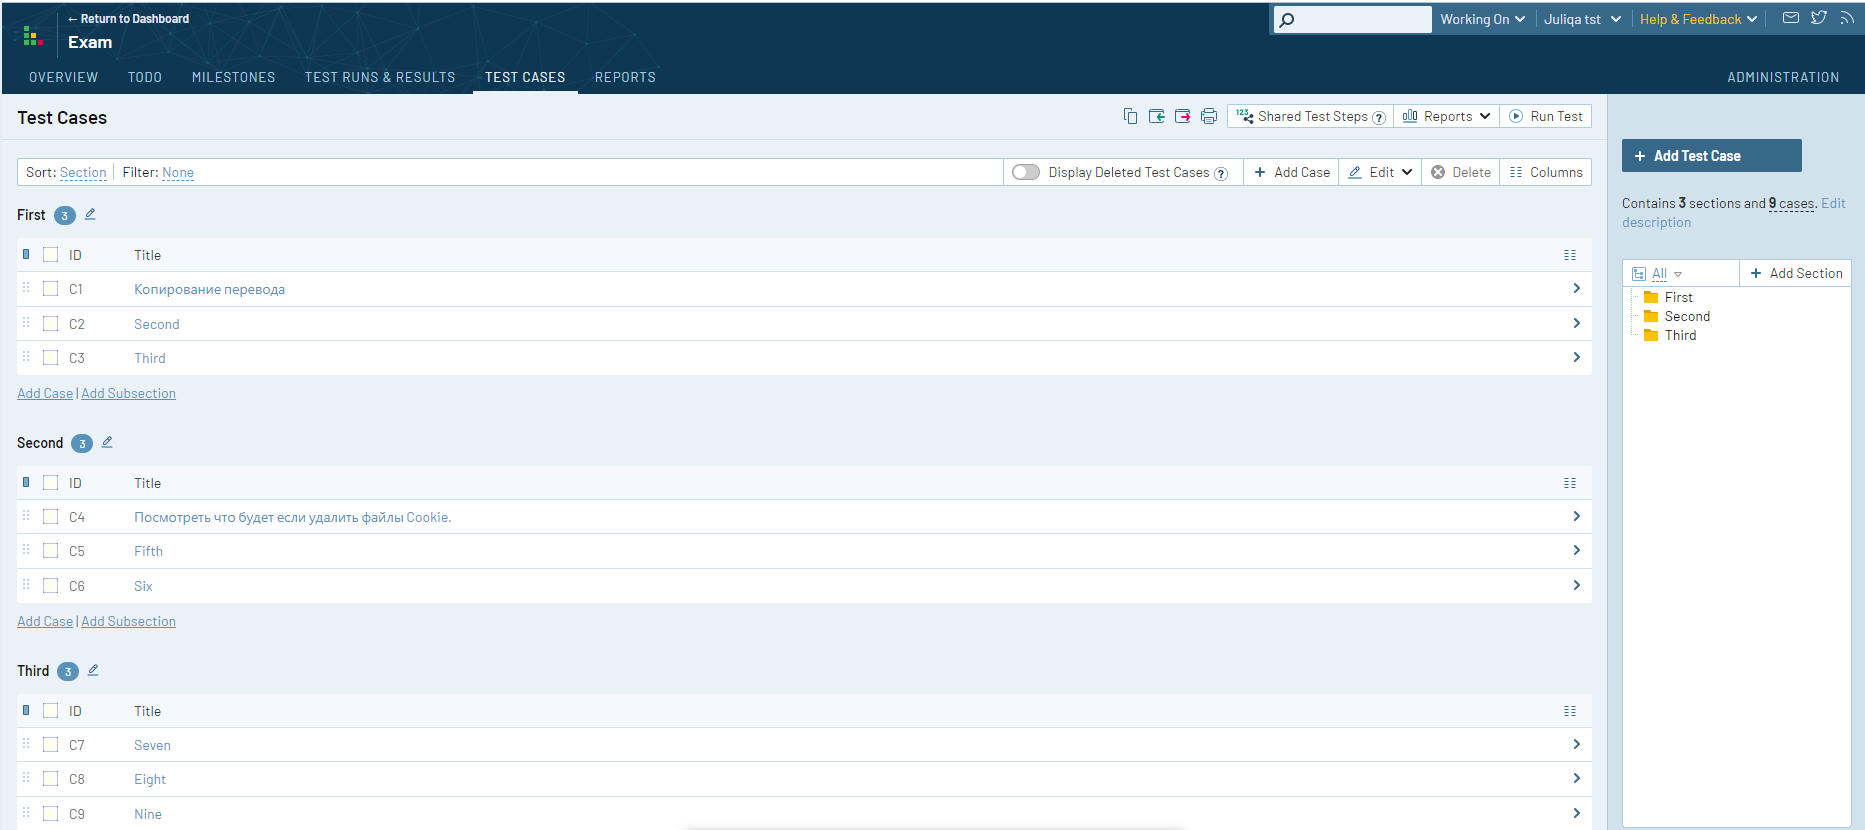 ← Return to Dashboard
Exam
Working On
Juliqa tst
Help & Feedback
OVERVIEW TODO MILESTONES TEST RUNS & RESULTS TEST CASES REPORTS ADMINISTRATION
Test Cases
Shared Test Steps ?
Reports
Run Test
Sort: Section Filter: None
Display Deleted Test Cases ?
+ Add Case
Edit
Delete
Columns
First 3
ID Title
C1 Копирование перевода
C2 Second
C3 Third
Add Case | Add Subsection
Second 3
ID Title
C4 Посмотреть что будет если удалить файлы Cookie.
C5 Fifth
C6 Six
Add Case | Add Subsection
Third 3
ID Title
C7 Seven
C8 Eight
C9 Nine
+ Add Test Case
Contains 3 sections and 9 cases. Edit
description
All
+ Add Section
First
Second
Third